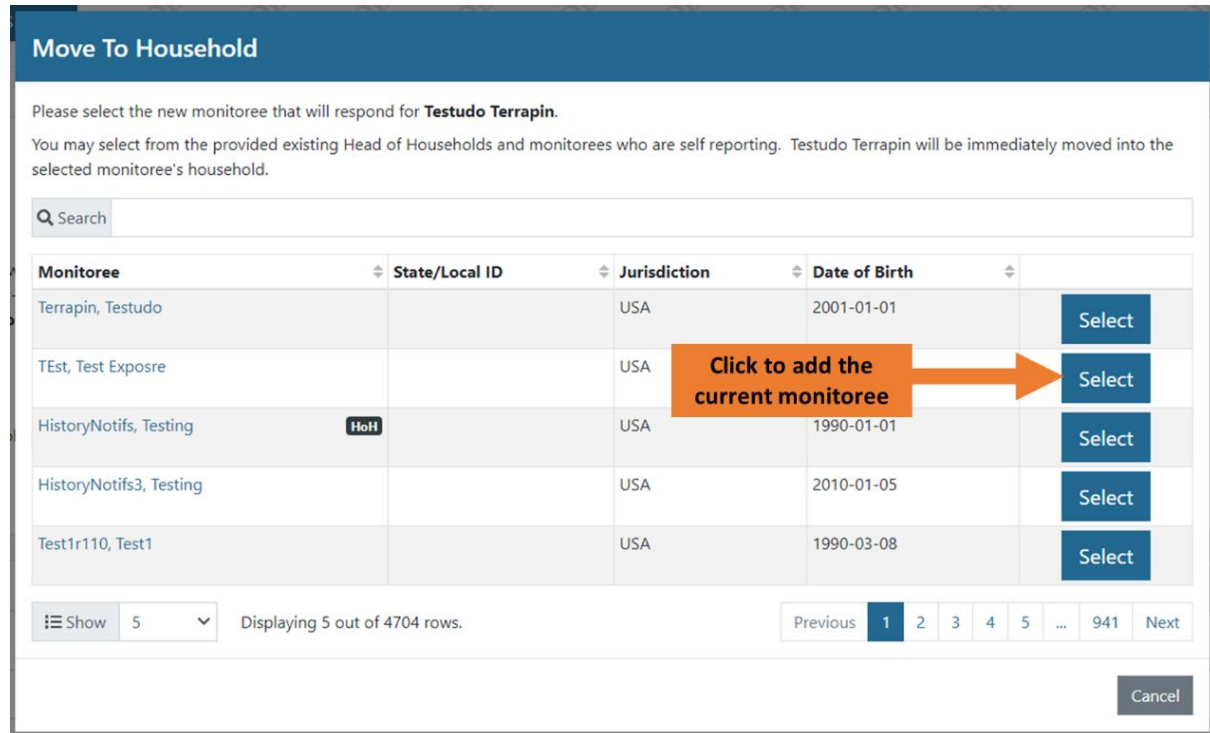 Move To Household
Please select the new monitoree that will respond for Testudo Terrapin.
You may select from the provided existing Head of Households and monitorees who are self reporting. Testudo Terrapin will be immediately moved into the
selected monitoree's household.
Search
Monitoree State/Local ID Jurisdiction Date of Birth
Terrapin, Testudo USA 2001-01-01 Select
TEst, Test Exposre USA Select
Click to add the
current monitoree
HistoryNotifs, Testing HoH USA 1990-01-01 Select
HistoryNotifs3, Testing USA 2010-01-05 Select
Test1r110, Test1 USA 1990-03-08 Select
Show 5 Displaying 5 out of 4704 rows. Previous 1 2 3 4 5 ... 941 Next
Cancel